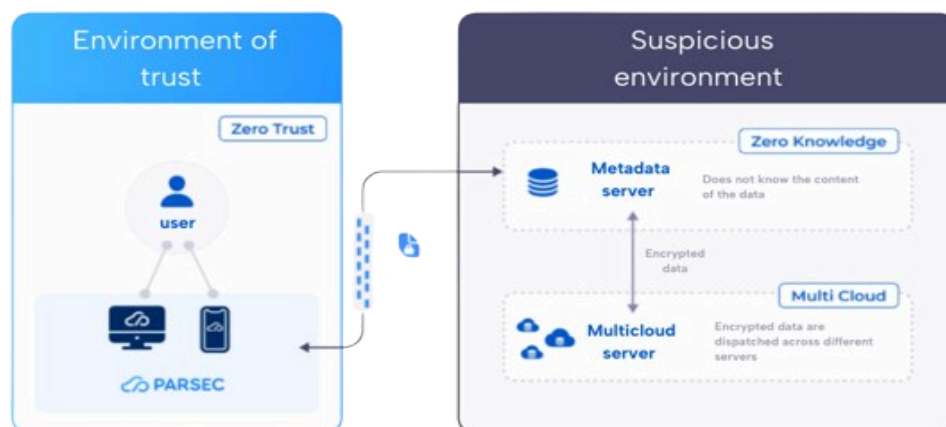 Environment of
trust
Zero Trust
user
PARSEC
Suspicious
environment
Zero Knowledge
Metadata
server
Does not know the content
of the data
Encrypted
data
Multi Cloud
Multicloud
server
Encrypted data are
dispatched across different
servers